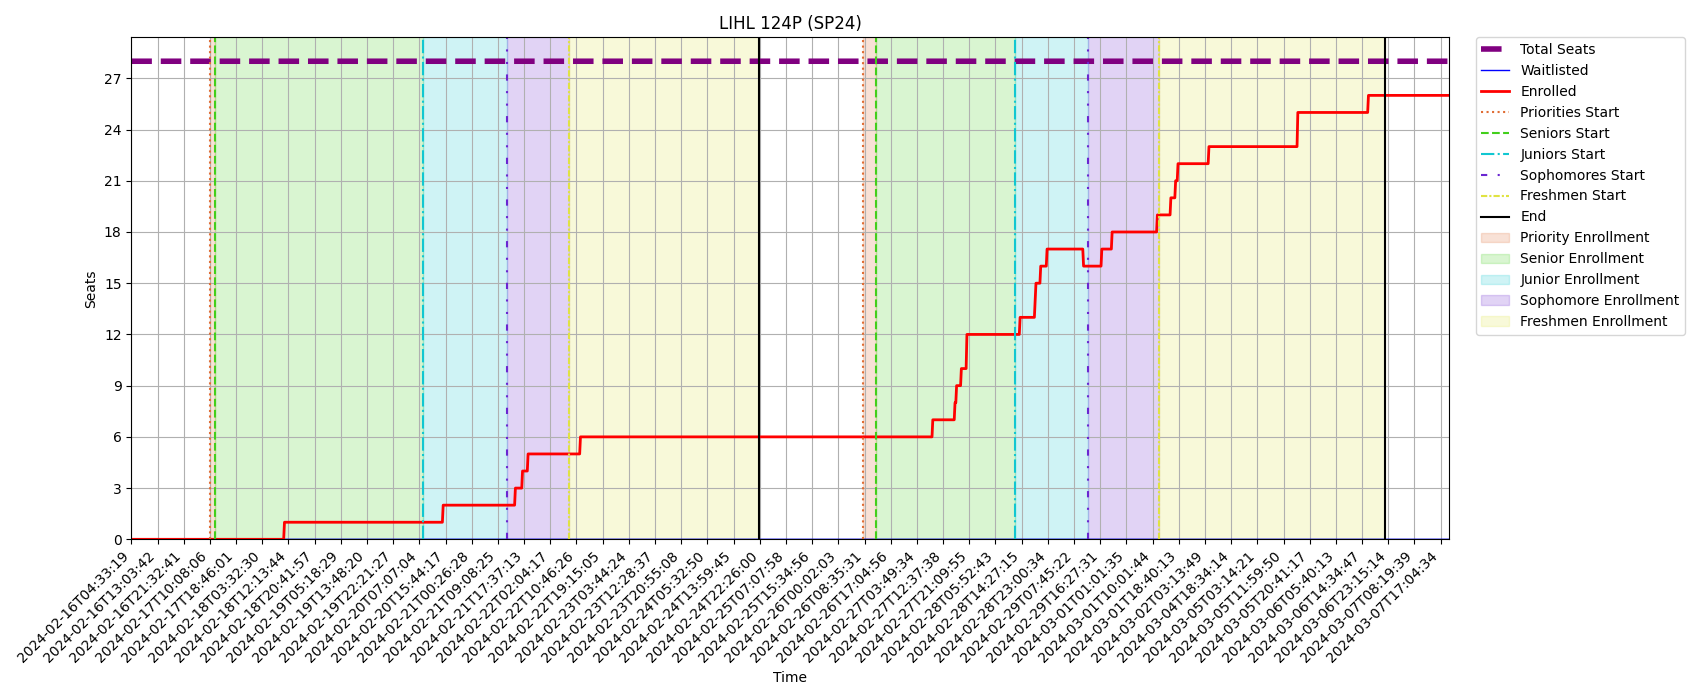 LIHL 124P (SP24)
Seats
27
24
21
18
15
12
9
6
3
0
2024-02-16T04:33:19
2024-02-16T13:03:42
2024-02-16T21:32:41
2024-02-17T10:08:06
2024-02-17T18:46:01
2024-02-18T03:32:30
2024-02-18T12:13:44
2024-02-18T20:41:57
2024-02-19T05:18:29
2024-02-19T13:48:20
2024-02-19T22:21:27
2024-02-20T07:07:04
2024-02-20T15:44:17
2024-02-21T00:26:28
2024-02-21T09:08:25
2024-02-21T17:37:13
2024-02-22T02:04:17
2024-02-22T10:46:26
2024-02-22T19:15:05
2024-02-23T03:44:24
2024-02-23T12:28:37
2024-02-23T20:55:08
2024-02-24T05:32:50
2024-02-24T13:59:45
2024-02-24T22:26:00
2024-02-25T07:07:58
2024-02-25T15:34:56
2024-02-26T00:02:03
2024-02-26T08:35:31
2024-02-26T17:04:56
2024-02-27T03:49:34
2024-02-27T12:37:38
2024-02-27T21:09:55
2024-02-28T05:52:43
2024-02-28T14:27:15
2024-02-28T23:00:34
2024-02-29T07:45:22
2024-02-29T16:27:31
2024-03-01T01:01:35
2024-03-01T10:01:44
2024-03-01T18:40:13
2024-03-02T03:13:49
2024-03-04T18:34:14
2024-03-05T03:14:21
2024-03-05T11:59:50
2024-03-05T20:41:17
2024-03-06T05:40:13
2024-03-06T14:34:47
2024-03-06T23:15:14
2024-03-07T08:19:39
2024-03-07T17:04:34
Time
Total Seats
Waitlisted
Enrolled
Priorities Start
Seniors Start
Juniors Start
Sophomores Start
Freshmen Start
End
Priority Enrollment
Senior Enrollment
Junior Enrollment
Sophomore Enrollment
Freshmen Enrollment